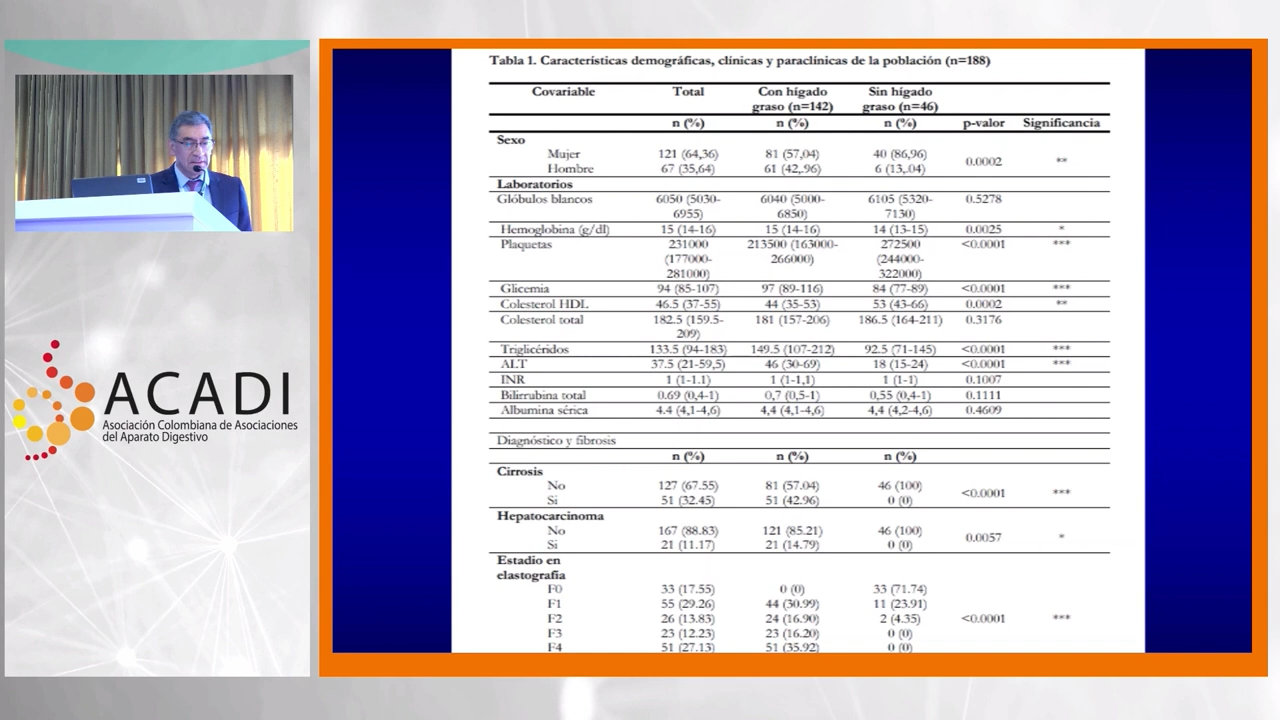 Tabla 1. Características demográficas, clínicas y paraclínicas de la población (n=188)
Covariable Total Con hígado graso (n=142) Sin hígado graso (n=46)
n (%) n (%) n (%) p-valor Significancia
Sexo
Mujer 121 (64,36) 81 (57,04) 40 (86,96) 0.0002 **
Hombre 67 (35,64) 61 (42,.96) 6 (13,.04)
Laboratorios
Glóbulos blancos 6050 (5030-6955) 6040 (5000-6850) 6105 (5320-7130) 0.5278
Hemoglobina (g/dl) 15 (14-16) 15 (14-16) 14 (13-15) 0.0025 *
Plaquetas 231000 (177000-281000) 213500 (163000-266000) 272500 (244000-322000) <0.0001 ***
Glicemia 94 (85-107) 97 (89-116) 84 (77-89) <0.0001 ***
Colesterol HDL 46.5 (37-55) 44 (35-53) 53 (43-66) 0.0002 **
Colesterol total 182.5 (159.5-209) 181 (157-206) 186.5 (164-211) 0.3176
Triglicéridos 133.5 (94-183) 149.5 (107-212) 92.5 (71-145) <0.0001 ***
ALT 37.5 (21-59,5) 46 (30-69) 18 (15-24) <0.0001 ***
INR 1 (1-1.1) 1 (1-1,1) 1 (1-1) 0.1007
Bilirrubina total 0.69 (0,4-1) 0,7 (0,5-1) 0,55 (0,4-1) 0.1111
Albumina sérica 4.4 (4,1-4,6) 4,4 (4,1-4,6) 4,4 (4,2-4,6) 0.4609
Diagnóstico y fibrosis
n (%) n (%) n (%)
Cirrosis
No 127 (67.55) 81 (57.04) 46 (100) <0.0001 ***
Si 51 (32.45) 51 (42.96) 0 (0)
Hepatocarcinoma
No 167 (88.83) 121 (85.21) 46 (100) 0.0057 *
Si 21 (11.17) 21 (14.79) 0 (0)
Estadio en
elastografía
F0 33 (17.55) 0 (0) 33 (71.74)
F1 55 (29.26) 44 (30.99) 11 (23.91)
F2 26 (13.83) 24 (16.90) 2 (4.35) <0.0001 ***
F3 23 (12.23) 23 (16.20) 0 (0)
F4 51 (27.13) 51 (35.92) 0 (0)
ACADI
Asociación Colombiana de Asociaciones
del Aparato Digestivo